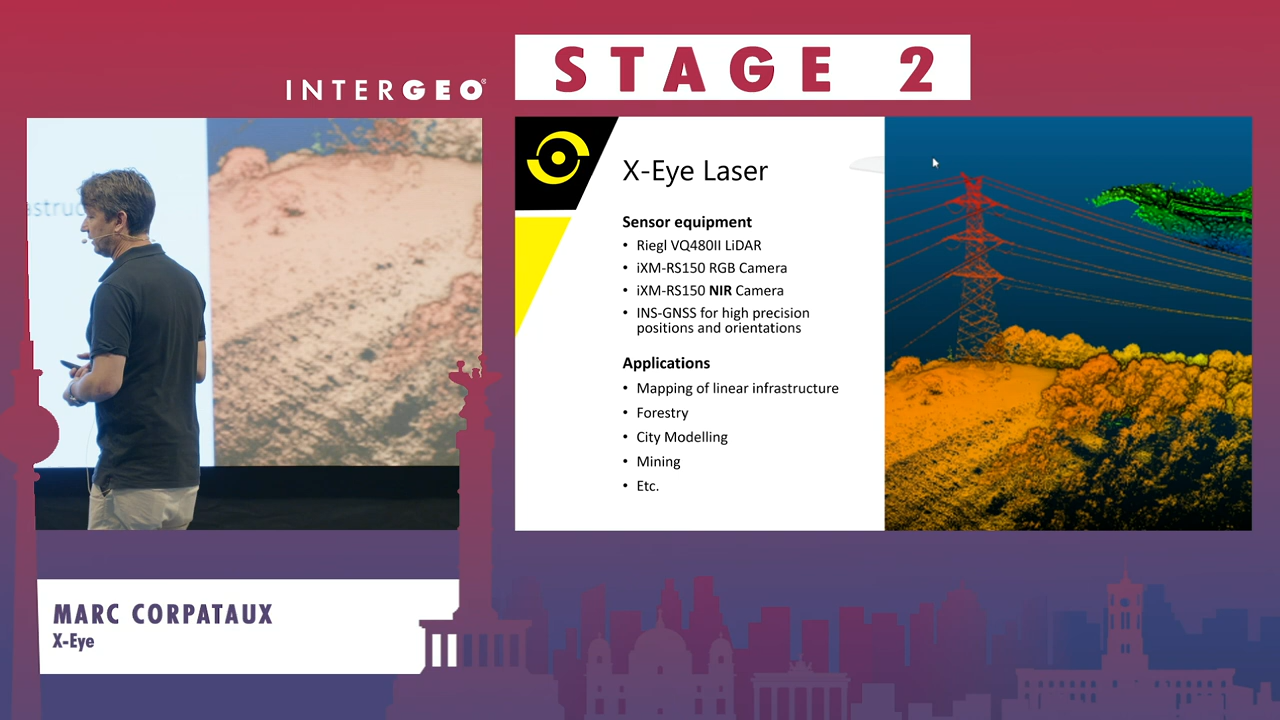 INTERGEO®
STAGE 2
astruc
X-Eye Laser
Sensor equipment
• Riegl VQ480II LiDAR
• iXM-RS150 RGB Camera
• iXM-RS150 NIR Camera
• INS-GNSS for high precision
positions and orientations
Applications
• Mapping of linear infrastructure
• Forestry
• City Modelling
• Mining
• Etc.
MARC CORPATAUX
X-Eye